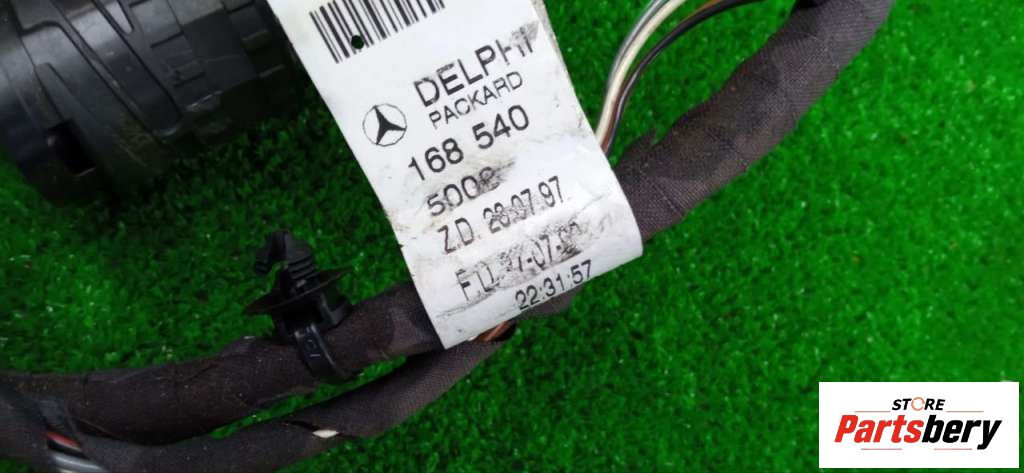 DELPHI
PACKARD
168 540
Z.D. 28.07.97
22:31:57
STORE
Partsbery